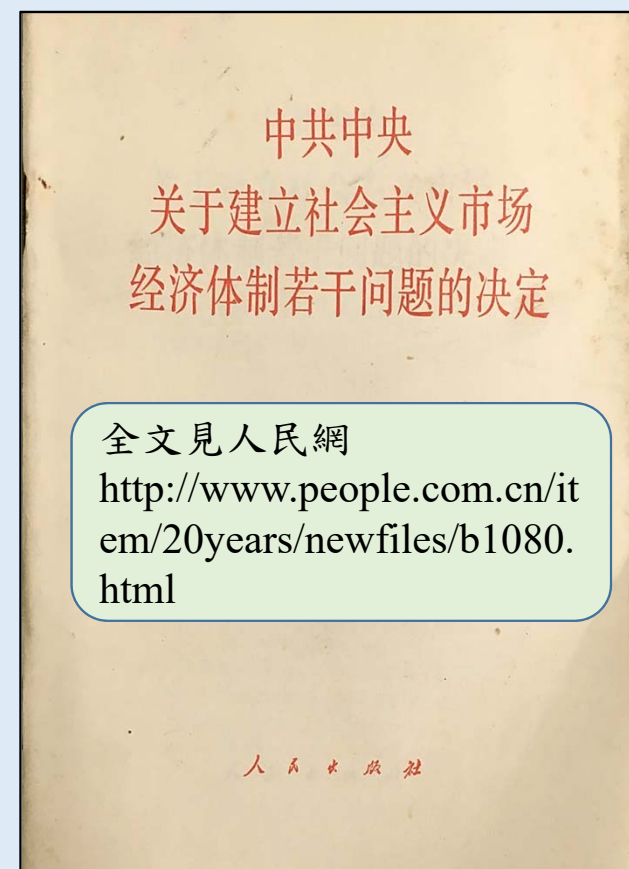 中共中央
关于建立社会主义市场
经济体制若干问题的决定
全文見人民網
http://www.people.com.cn/it
em/20years/newfiles/b1080.
html
人民出版社